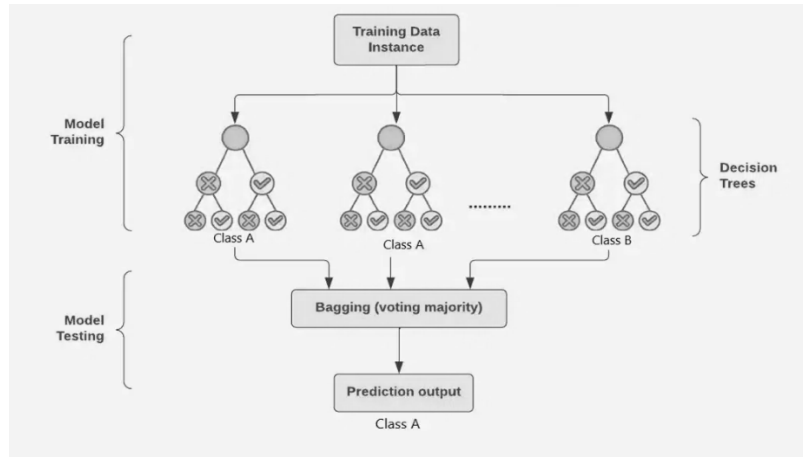 Training Data
Instance
Model
Training
Decision
Trees
.........
Class A
Class A
Class B
Bagging (voting majority)
Model
Testing
Prediction output
Class A